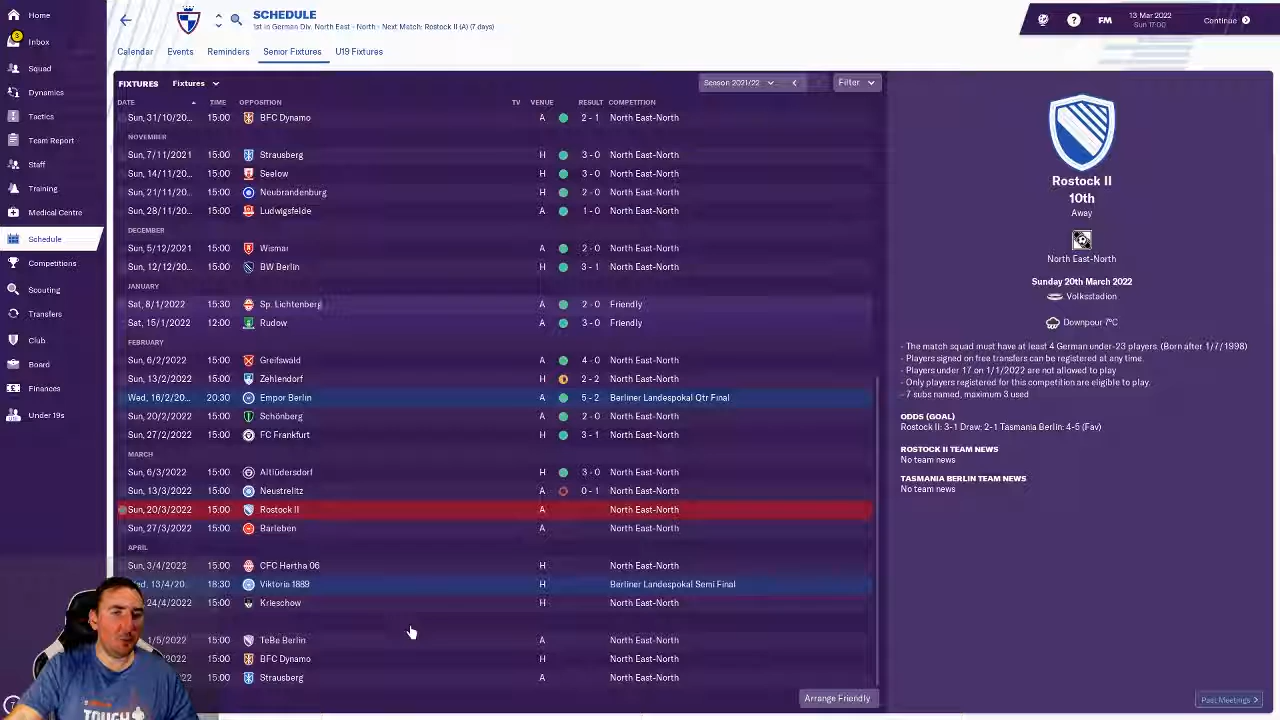 SCHEDULE
1st in German Div. North East - North - Next Match: Rostock II (A) (7 days)
13 Mar 2022
Sun 17:00
FM
Continue
Calendar Events Reminders Senior Fixtures U19 Fixtures
3
Home
Inbox
Squad
Dynamics
Tactics
Team Report
Staff
Training
Medical Centre
Schedule
Competitions
Scouting
Transfers
Club
Board
Finances
Under 19s
FIXTURES Fixtures Season 2021/22 Filter
DATE TIME OPPOSITION TV VENUE RESULT COMPETITION
Sun, 31/10/20... 15:00 BFC Dynamo A 2 - 1 North East-North
NOVEMBER
Sun, 7/11/2021 15:00 Strausberg H 3 - 0 North East-North
Sun, 14/11/20... 15:00 Seelow H 3 - 0 North East-North
Sun, 21/11/20... 15:00 Neubrandenburg H 2 - 0 North East-North
Sun, 28/11/20... 15:00 Ludwigsfelde A 1 - 0 North East-North
DECEMBER
Sun, 5/12/2021 15:00 Wismar A 2 - 0 North East-North
Sun, 12/12/20... 15:00 BW Berlin H 3 - 1 North East-North
JANUARY
Sat, 8/1/2022 15:30 Sp. Lichtenberg A 2 - 0 Friendly
Sat, 15/1/2022 12:00 Rudow A 3 - 0 Friendly
FEBRUARY
Sun, 6/2/2022 15:00 Greifswald A 4 - 0 North East-North
Sun, 13/2/2022 15:00 Zehlendorf H 2 - 2 North East-North
Wed, 16/2/20... 20:30 Empor Berlin A 5 - 2 Berliner Landespokal Qtr Final
Sun, 20/2/2022 15:00 Schönberg A 2 - 0 North East-North
Sun, 27/2/2022 15:00 FC Frankfurt H 3 - 1 North East-North
MARCH
Sun, 6/3/2022 15:00 Altlüdersdorf H 3 - 0 North East-North
Sun, 13/3/2022 15:00 Neustrelitz A 0 - 1 North East-North
Sun, 20/3/2022 15:00 Rostock II A North East-North
Sun, 27/3/2022 15:00 Barleben A North East-North
APRIL
Sun, 3/4/2022 15:00 CFC Hertha 06 H North East-North
ed, 13/4/20... 18:30 Viktoria 1889 H Berliner Landespokal Semi Final
24/4/2022 15:00 Krieschow H North East-North
1/5/2022 15:00 TeBe Berlin A North East-North
2022 15:00 BFC Dynamo H North East-North
2022 15:00 Strausberg A North East-North
Arrange Friendly
Rostock II
10th
Away
North East-North
Sunday 20th March 2022
Volksstadion
Downpour 7°C
- The match squad must have at least 4 German under-23 players. (Born after 1/7/1998)
- Players signed on free transfers can be registered at any time.
- Players under 17 on 1/1/2022 are not allowed to play
- Only players registered for this competition are eligible to play.
- 7 subs named, maximum 3 used
ODDS (GOAL)
Rostock II: 3-1 Draw; 2-1 Tasmania Berlin: 4-5 (Fav)
ROSTOCK II TEAM NEWS
No team news
TASMANIA BERLIN TEAM NEWS
No team news
Past Meetings
TOUCH